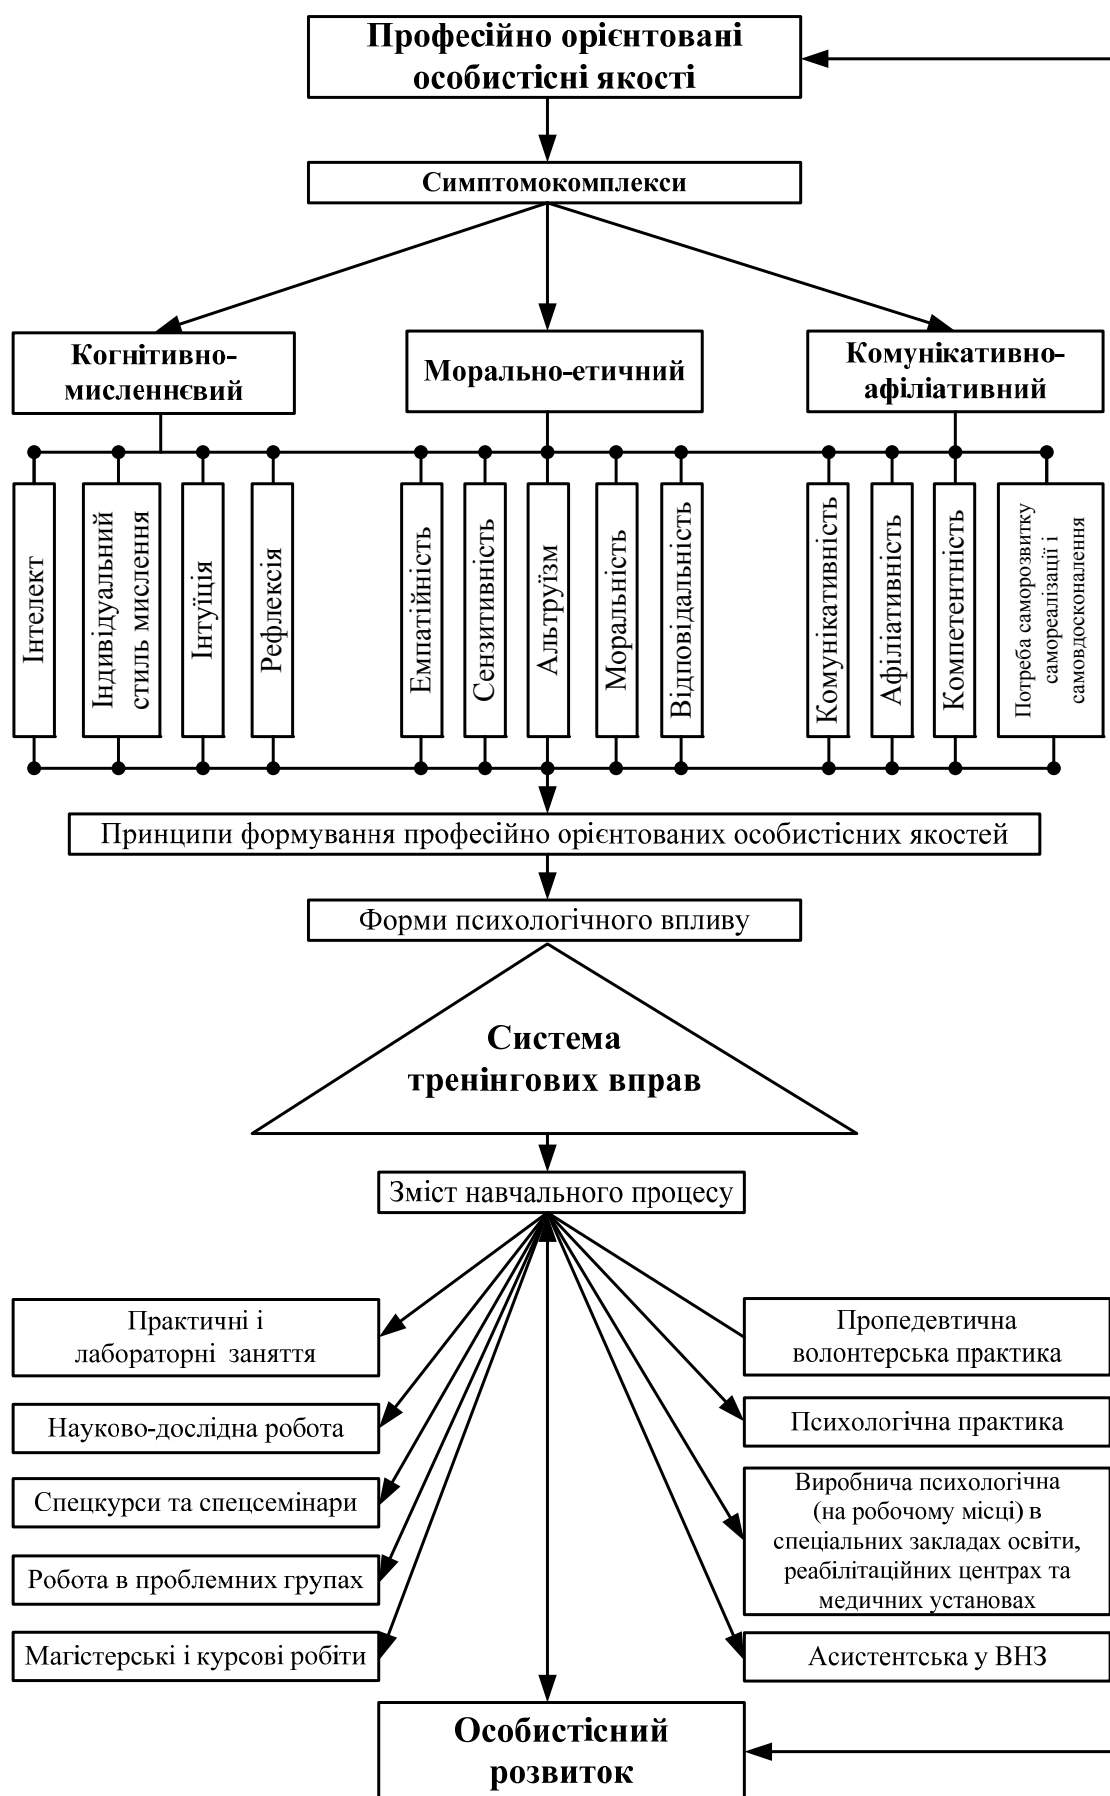 Професійно орієнтовані
особистісні якості
Симптомокомплекси
Когнітивно-
мисленнєвий
Морально-етичний
Комунікативно-
афіліативний
Інтелект
Індивідуальний
стиль мислення
Інтуїція
Рефлексія
Емпатійність
Сензитивність
Альтруїзм
Моральність
Відповідальність
Комунікативність
Афіліативність
Компетентність
Потреба саморозвитку
самореалізації і
самовдосконалення
Принципи формування професійно орієнтованих особистісних якостей
Форми психологічного впливу
Система
тренінгових вправ
Зміст навчального процесу
Практичні і
лабораторні заняття
Науково-дослідна робота
Спецкурси та спецсемінари
Робота в проблемних групах
Магістерські і курсові робіти
Пропедевтична
волонтерська практика
Психологічна практика
Виробнича психологічна
(на робочому місці) в
спеціальних закладах освіти,
реабілітаційних центрах та
медичних установах
Асистентська у ВНЗ
Особистісний
розвиток